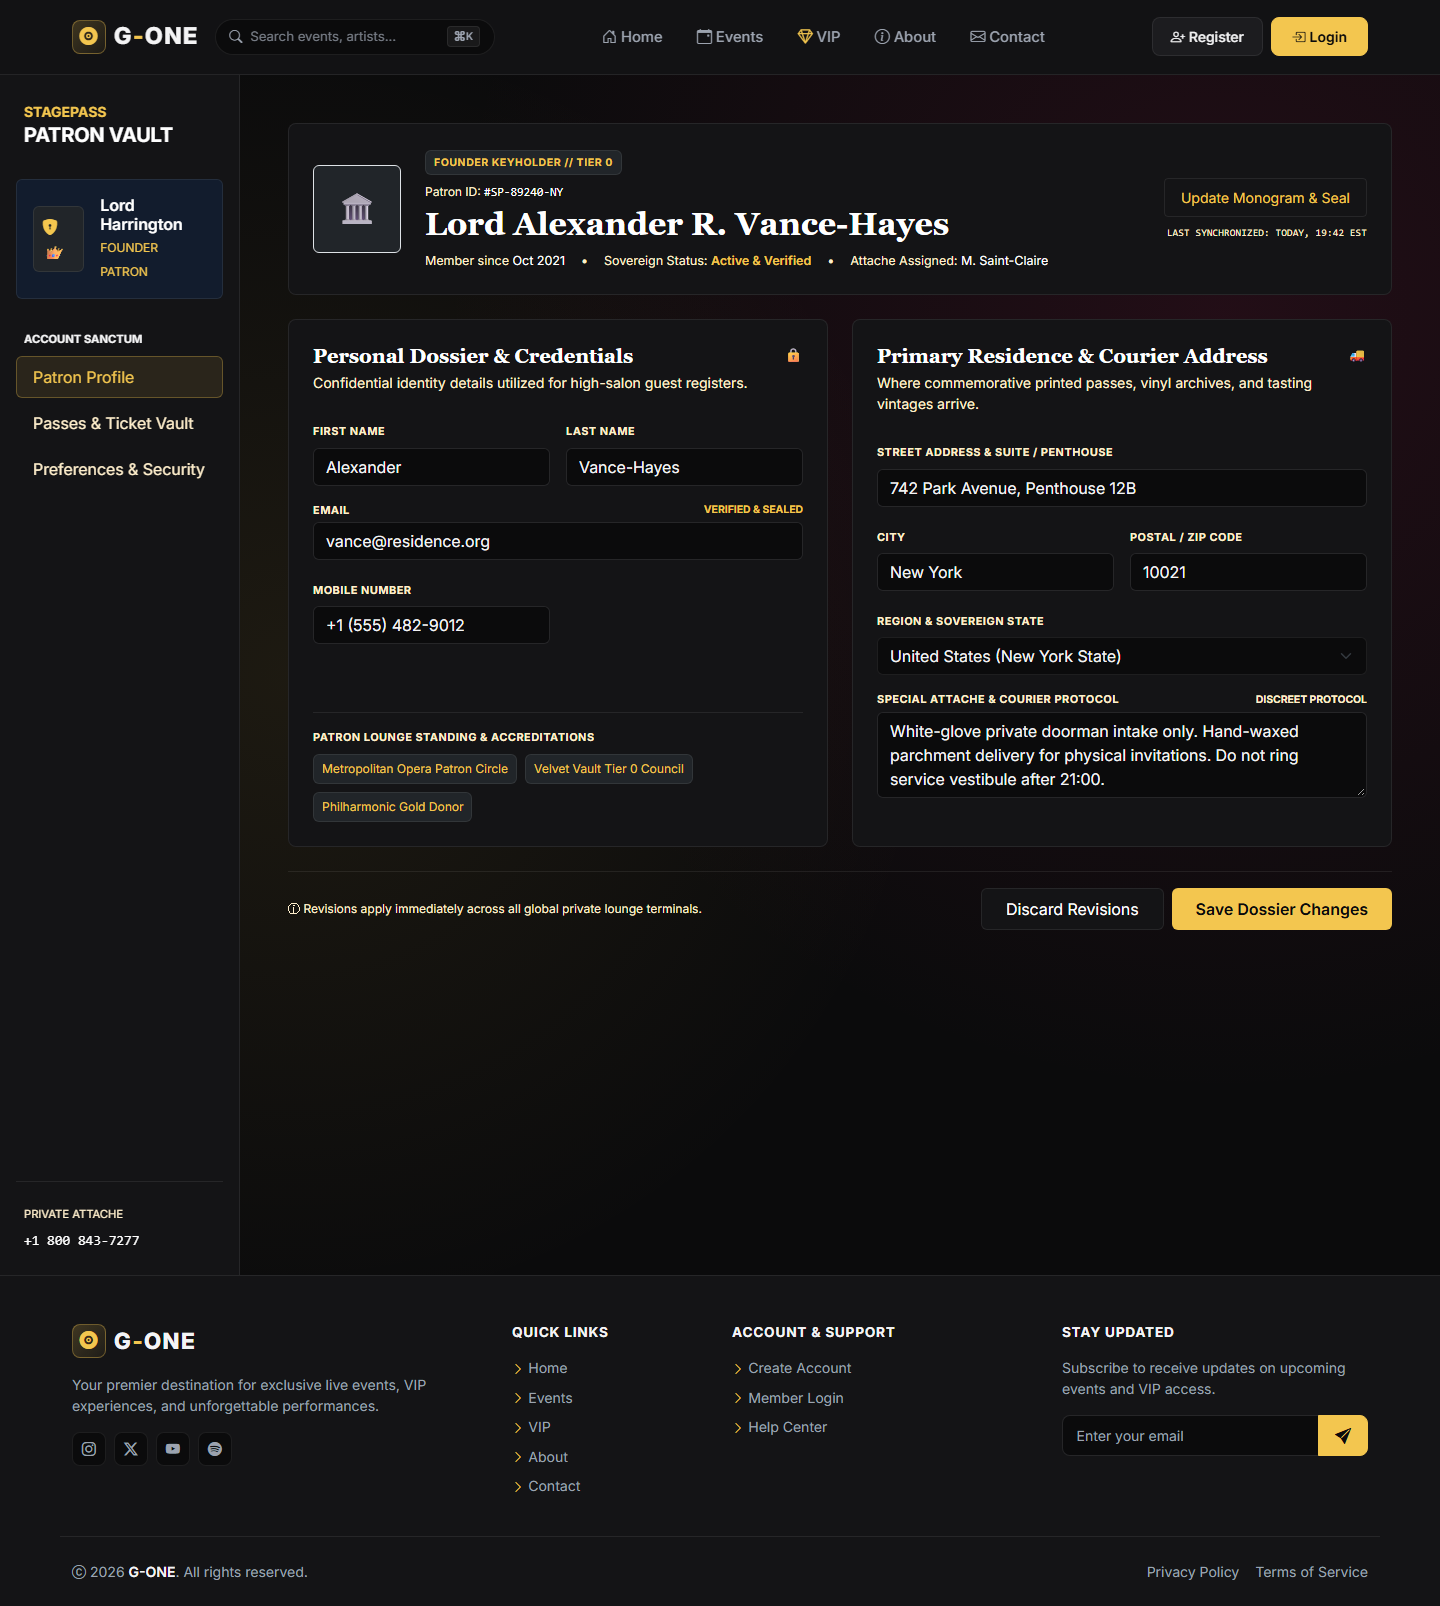 G-ONE
Search events, artists...
⌘K
Home
Events
VIP
About
Contact
Register
Login
STAGEPASS
PATRON VAULT
Lord
Harrington
FOUNDER
PATRON
ACCOUNT SANCTUM
Patron Profile
Passes & Ticket Vault
Preferences & Security
PRIVATE ATTACHE
+1 800 843-7277
FOUNDER KEYHOLDER // TIER 0
Patron ID: #SP-89240-NY
Lord Alexander R. Vance-Hayes
Member since Oct 2021 • Sovereign Status: Active & Verified • Attache Assigned: M. Saint-Claire
Update Monogram & Seal
LAST SYNCHRONIZED: TODAY, 19:42 EST
Personal Dossier & Credentials
Confidential identity details utilized for high-salon guest registers.
FIRST NAME
LAST NAME
Alexander
Vance-Hayes
EMAIL
VERIFIED & SEALED
vance@residence.org
MOBILE NUMBER
+1 (555) 482-9012
PATRON LOUNGE STANDING & ACCREDITATIONS
Metropolitan Opera Patron Circle
Velvet Vault Tier 0 Council
Philharmonic Gold Donor
Primary Residence & Courier Address
Where commemorative printed passes, vinyl archives, and tasting
vintages arrive.
STREET ADDRESS & SUITE / PENTHOUSE
742 Park Avenue, Penthouse 12B
CITY
POSTAL / ZIP CODE
New York
10021
REGION & SOVEREIGN STATE
United States (New York State)
SPECIAL ATTACHE & COURIER PROTOCOL
DISCREET PROTOCOL
White-glove private doorman intake only. Hand-waxed
parchment delivery for physical invitations. Do not ring
service vestibule after 21:00.
Revisions apply immediately across all global private lounge terminals.
Discard Revisions
Save Dossier Changes
G-ONE
Your premier destination for exclusive live events, VIP
experiences, and unforgettable performances.
QUICK LINKS
Home
Events
VIP
About
Contact
ACCOUNT & SUPPORT
Create Account
Member Login
Help Center
STAY UPDATED
Subscribe to receive updates on upcoming
events and VIP access.
Enter your email
© 2026 G-ONE. All rights reserved.
Privacy Policy
Terms of Service